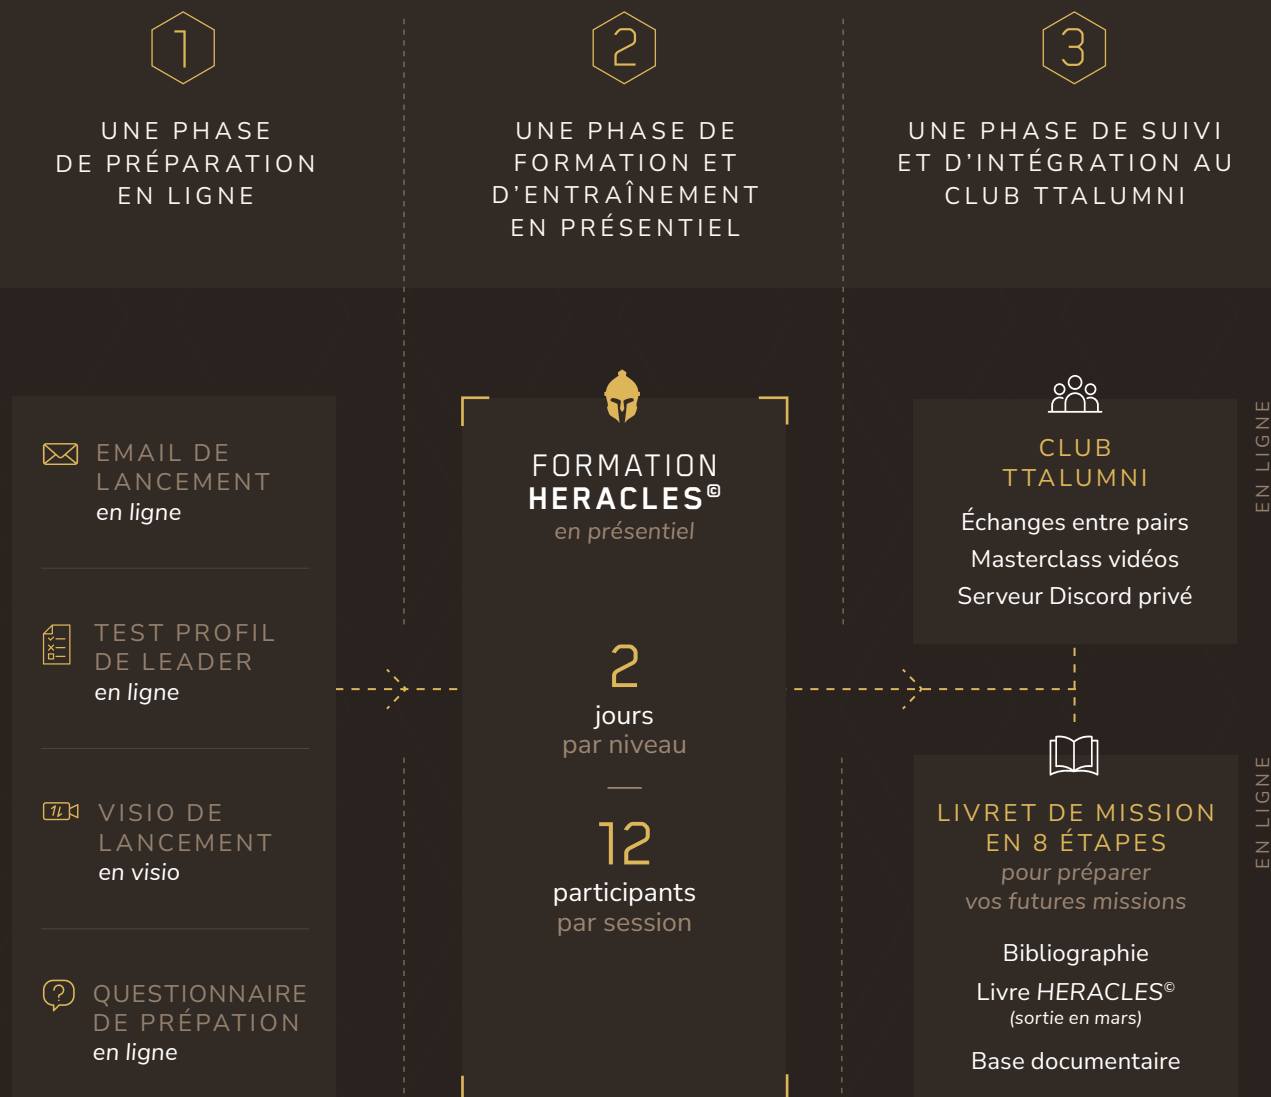 1
UNE PHASE
DE PRÉPARATION
EN LIGNE
2
UNE PHASE DE
FORMATION ET
D’ENTRAÎNEMENT
EN PRÉSENTIEL
3
UNE PHASE DE SUIVI
ET D’INTÉGRATION AU
CLUB TTALUMNI
EMAIL DE
LANCEMENT
en ligne
TEST PROFIL
DE LEADER
en ligne
VISIO DE
LANCEMENT
en visio
QUESTIONNAIRE
DE PRÉPATION
en ligne
FORMATION
HERACLES©
en présentiel
2
jours
par niveau
12
participants
par session
CLUB
TTALUMNI
Échanges entre pairs
Masterclass vidéos
Serveur Discord privé
EN LIGNE
LIVRET DE MISSION
EN 8 ÉTAPES
pour préparer
vos futures missions
Bibliographie
Livre HERACLES©
(sortie en mars)
Base documentaire
EN LIGNE